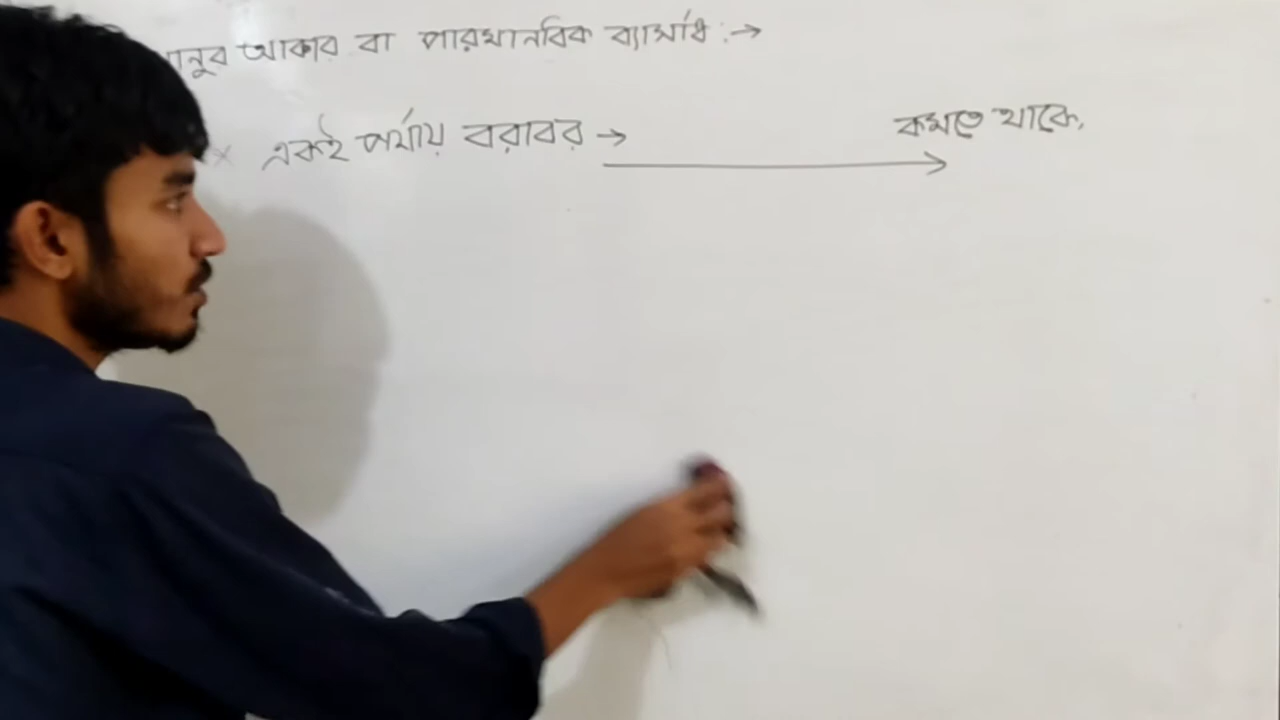 আকার বা পারমানবিক ব্যাসার্ধ :→
× একই পর্যায় বরাবর → কমতে থাকে,